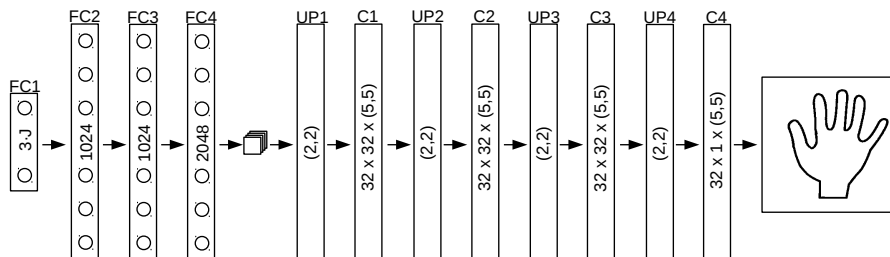 FC1
3·J
FC2
1024
FC3
1024
FC4
2048
UP1
(2,2)
C1
32 x 32 x (5,5)
UP2
(2,2)
C2
32 x 32 x (5,5)
UP3
(2,2)
C3
32 x 32 x (5,5)
UP4
(2,2)
C4
32 x 1 x (5,5)